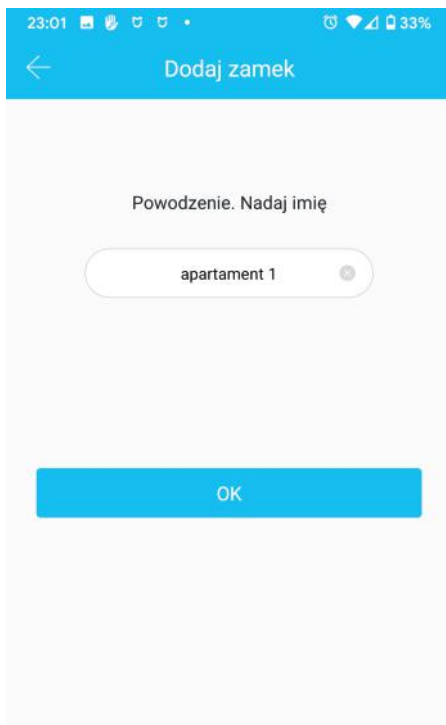 23:01 33%
Dodaj zamek
Powodzenie. Nadaj imię
apartament 1
OK